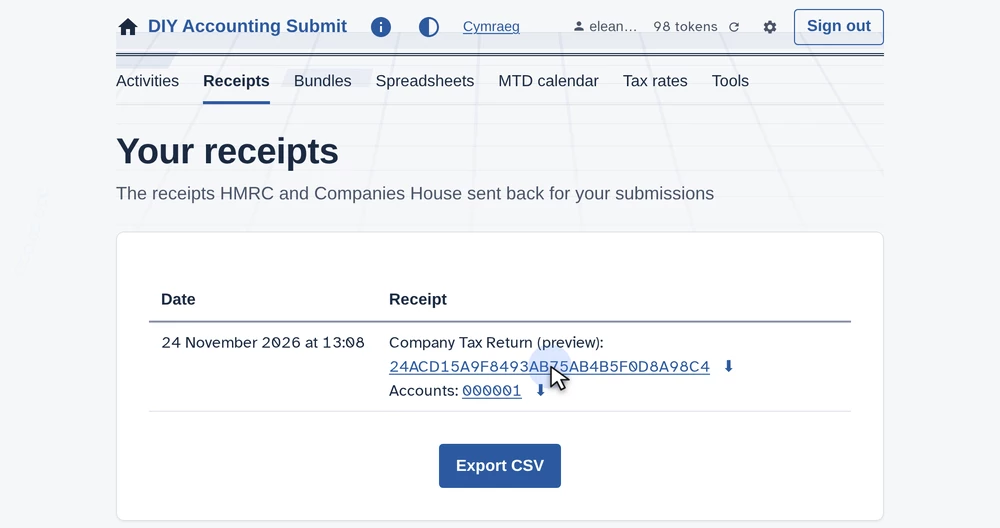 DIY Accounting Submit
Cymraeg
elean...
98 tokens
Sign out
Activities
Receipts
Bundles
Spreadsheets
MTD calendar
Tax rates
Tools
Your receipts
The receipts HMRC and Companies House sent back for your submissions
Date
Receipt
24 November 2026 at 13:08
Company Tax Return (preview):
24ACD15A9F8493AB75AB4B5F0D8A98C4
Accounts: 000001
Export CSV